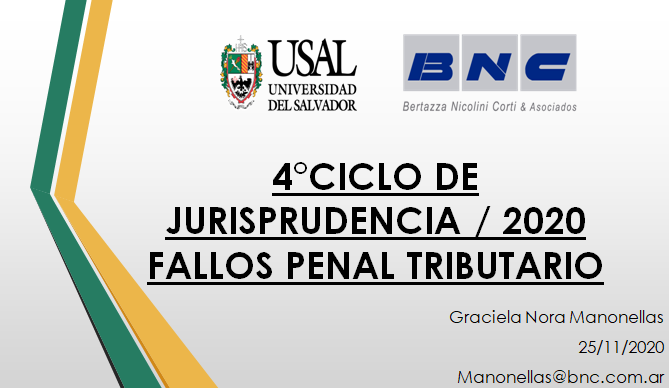 USAL
UNIVERSIDAD
DEL SALVADOR
BNC
Bertazza Nicolini Corti & Asociados
4°CICLO DE
JURISPRUDENCIA / 2020
FALLOS PENAL TRIBUTARIO
Graciela Nora Manonellas
25/11/2020
Manonellas@bnc.com.ar